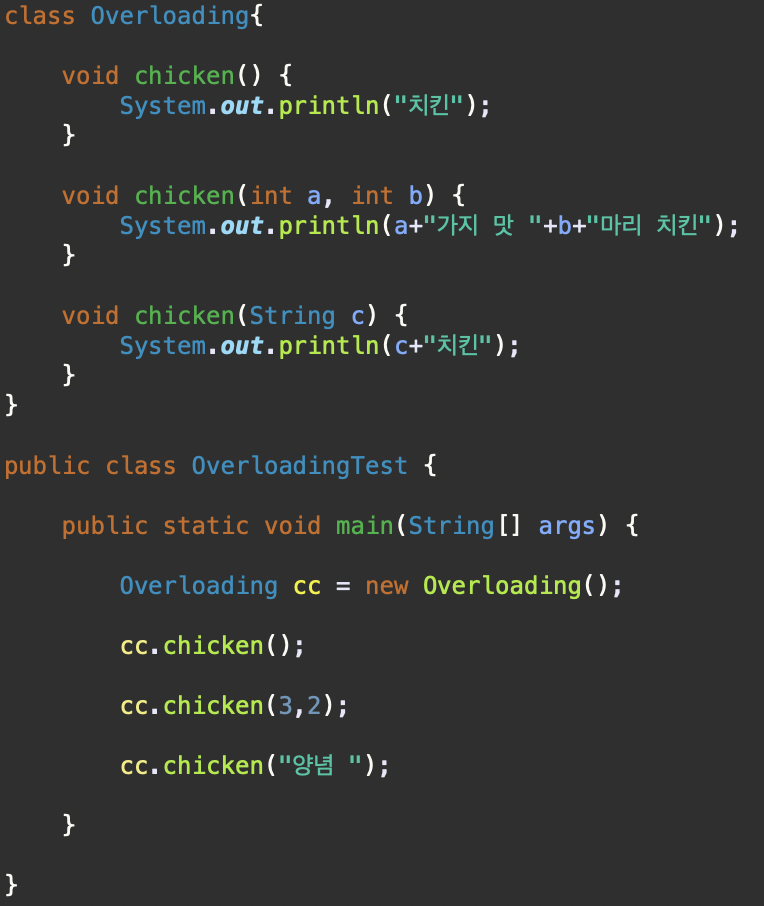 class Overloading{
void chicken() {
System.out.println("치킨");
}
void chicken(int a, int b) {
System.out.println(a+"가지 맛 "+b+"마리 치킨");
}
void chicken(String c) {
System.out.println(c+"치킨");
}
}
public class OverloadingTest {
public static void main(String[] args) {
Overloading cc = new Overloading();
cc.chicken();
cc.chicken(3,2);
cc.chicken("양념 ");
}
}